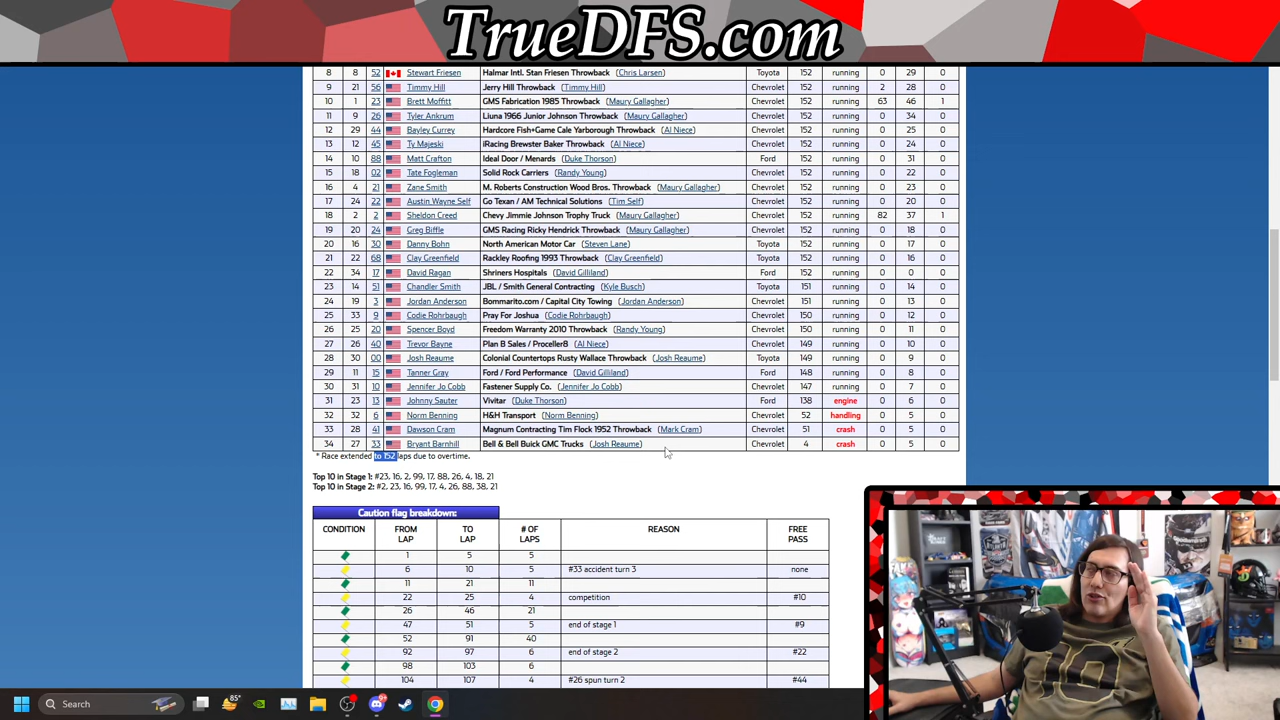 TrueDFS.com
8 8 52 Stewart Friesen Halmar Intl. Stan Friesen Throwback (Chris Larsen) Toyota 152 running 0 29 0
9 21 56 Timmy Hill Jerry Hill Throwback (Timmy Hill) Chevrolet 152 running 2 28 0
10 1 23 Brett Moffitt GMS Fabrication 1985 Throwback (Maury Gallagher) Chevrolet 152 running 63 46 1
11 9 26 Tyler Ankrum Liuna 1966 Junior Johnson Throwback (Maury Gallagher) Chevrolet 152 running 0 34 0
12 29 44 Bayley Currey Hardcore Fish+Game Cale Yarborough Throwback (Al Niece) Chevrolet 152 running 0 25 0
13 12 45 Ty Majeski iRacing Brewster Baker Throwback (Al Niece) Chevrolet 152 running 0 24 0
14 10 88 Matt Crafton Ideal Door / Menards (Duke Thorson) Ford 152 running 0 31 0
15 18 02 Tate Fogleman Solid Rock Carriers (Randy Young) Chevrolet 152 running 0 22 0
16 4 21 Zane Smith M. Roberts Construction Wood Bros. Throwback (Maury Gallagher) Chevrolet 152 running 0 23 0
17 24 22 Austin Wayne Self Go Texan / AM Technical Solutions (Tim Self) Chevrolet 152 running 0 20 0
18 2 2 Sheldon Creed Chevy Jimmie Johnson Trophy Truck (Maury Gallagher) Chevrolet 152 running 82 37 1
19 20 24 Greg Biffle GMS Racing Ricky Hendrick Throwback (Maury Gallagher) Chevrolet 152 running 0 18 0
20 16 30 Danny Bohn North American Motor Car (Steven Lane) Toyota 152 running 0 17 0
21 22 68 Clay Greenfield Rackley Roofing 1993 Throwback (Clay Greenfield) Toyota 152 running 0 16 0
22 34 17 David Ragan Shriners Hospitals (David Gilliland) Ford 152 running 0 0 0
23 14 51 Chandler Smith JBL / Smith General Contracting (Kyle Busch) Toyota 151 running 0 14 0
24 19 3 Jordan Anderson Bommarito.com / Capital City Towing (Jordan Anderson) Chevrolet 151 running 0 13 0
25 33 9 Codie Rohrbaugh Pray For Joshua (Codie Rohrbaugh) Chevrolet 150 running 0 12 0
26 25 20 Spencer Boyd Freedom Warranty 2010 Throwback (Randy Young) Chevrolet 150 running 0 11 0
27 26 40 Trevor Bayne Plan B Sales / Proceller8 (Al Niece) Chevrolet 149 running 0 10 0
28 30 00 Josh Reaume Colonial Countertops Rusty Wallace Throwback (Josh Reaume) Toyota 149 running 0 9 0
29 11 15 Tanner Gray Ford / Ford Performance (David Gilliland) Ford 148 running 0 8 0
30 31 10 Jennifer Jo Cobb Fastener Supply Co. (Jennifer Jo Cobb) Chevrolet 147 running 0 7 0
31 23 13 Johnny Sauter Vivitar (Duke Thorson) Ford 138 engine 0 6 0
32 32 6 Norm Benning H&H Transport (Norm Benning) Chevrolet 52 handling 0 5 0
33 28 41 Dawson Cram Magnum Contracting Tim Flock 1952 Throwback (Mark Cram) Chevrolet 51 crash 0 5 0
34 27 33 Bryant Barnhill Bell & Bell Buick GMC Trucks (Josh Reaume) Chevrolet 4 crash 0 5 0
* Race extended to 152 laps due to overtime.
Top 10 in Stage 1: #23, 16, 2, 99, 17, 88, 26, 4, 18, 21
Top 10 in Stage 2: #2, 23, 16, 99, 17, 4, 26, 88, 38, 21
Caution flag breakdown:
CONDITION FROM LAP TO LAP # OF LAPS REASON FREE PASS
1 5 5
6 10 5 #33 accident turn 3 none
11 21 11
22 25 4 competition #10
26 46 21
47 51 5 end of stage 1 #9
52 91 40
92 97 6 end of stage 2 #22
98 103 6
104 107 4 #26 spun turn 2 #44
Search
85°